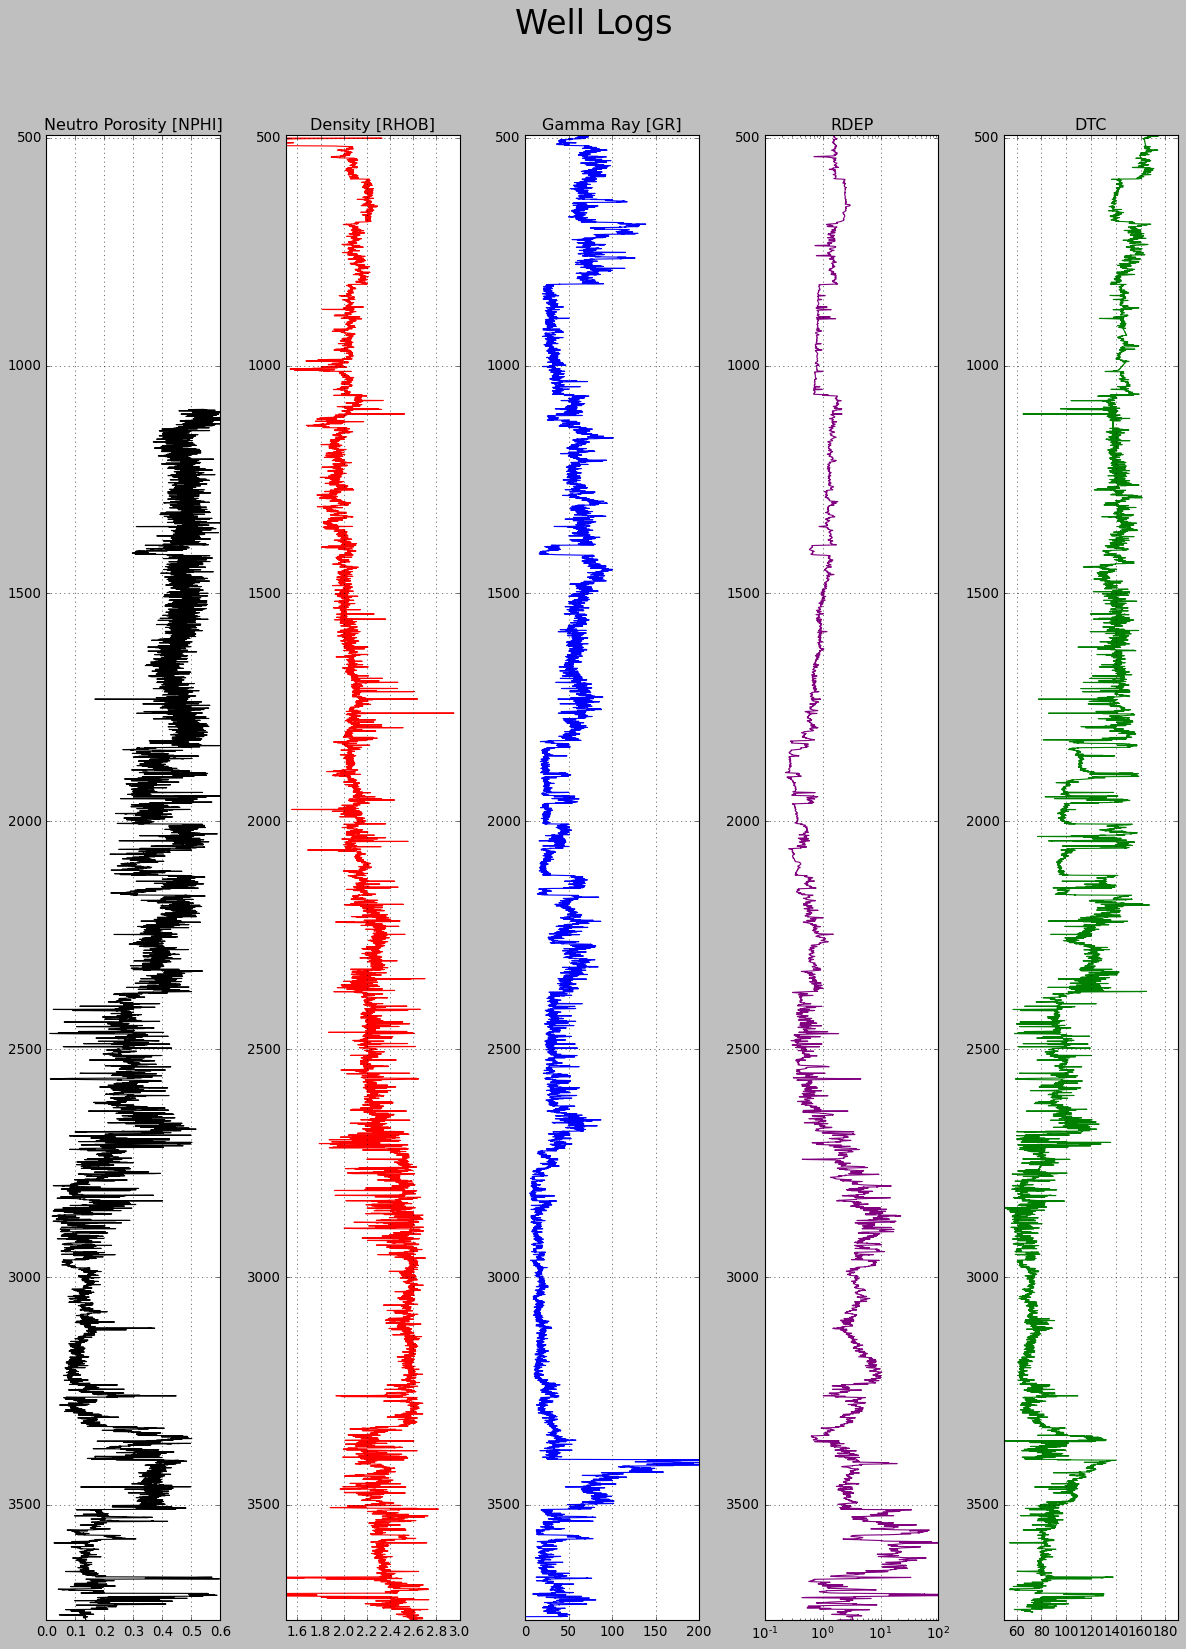 Well Logs
Neutro Porosity [NPHI] Density [RHOB] Gamma Ray [GR] RDEP DTC
500 500 500 500 500
1000 1000 1000 1000 1000
1500 1500 1500 1500 1500
2000 2000 2000 2000 2000
2500 2500 2500 2500 2500
3000 3000 3000 3000 3000
3500 3500 3500 3500 3500
0.0 0.1 0.2 0.3 0.4 0.5 0.6 1.6 1.8 2.0 2.2 2.4 2.6 2.8 3.0 0 50 100 150 200 10⁻¹ 10⁰ 10¹ 10² 60 80 100 120 140 160 180